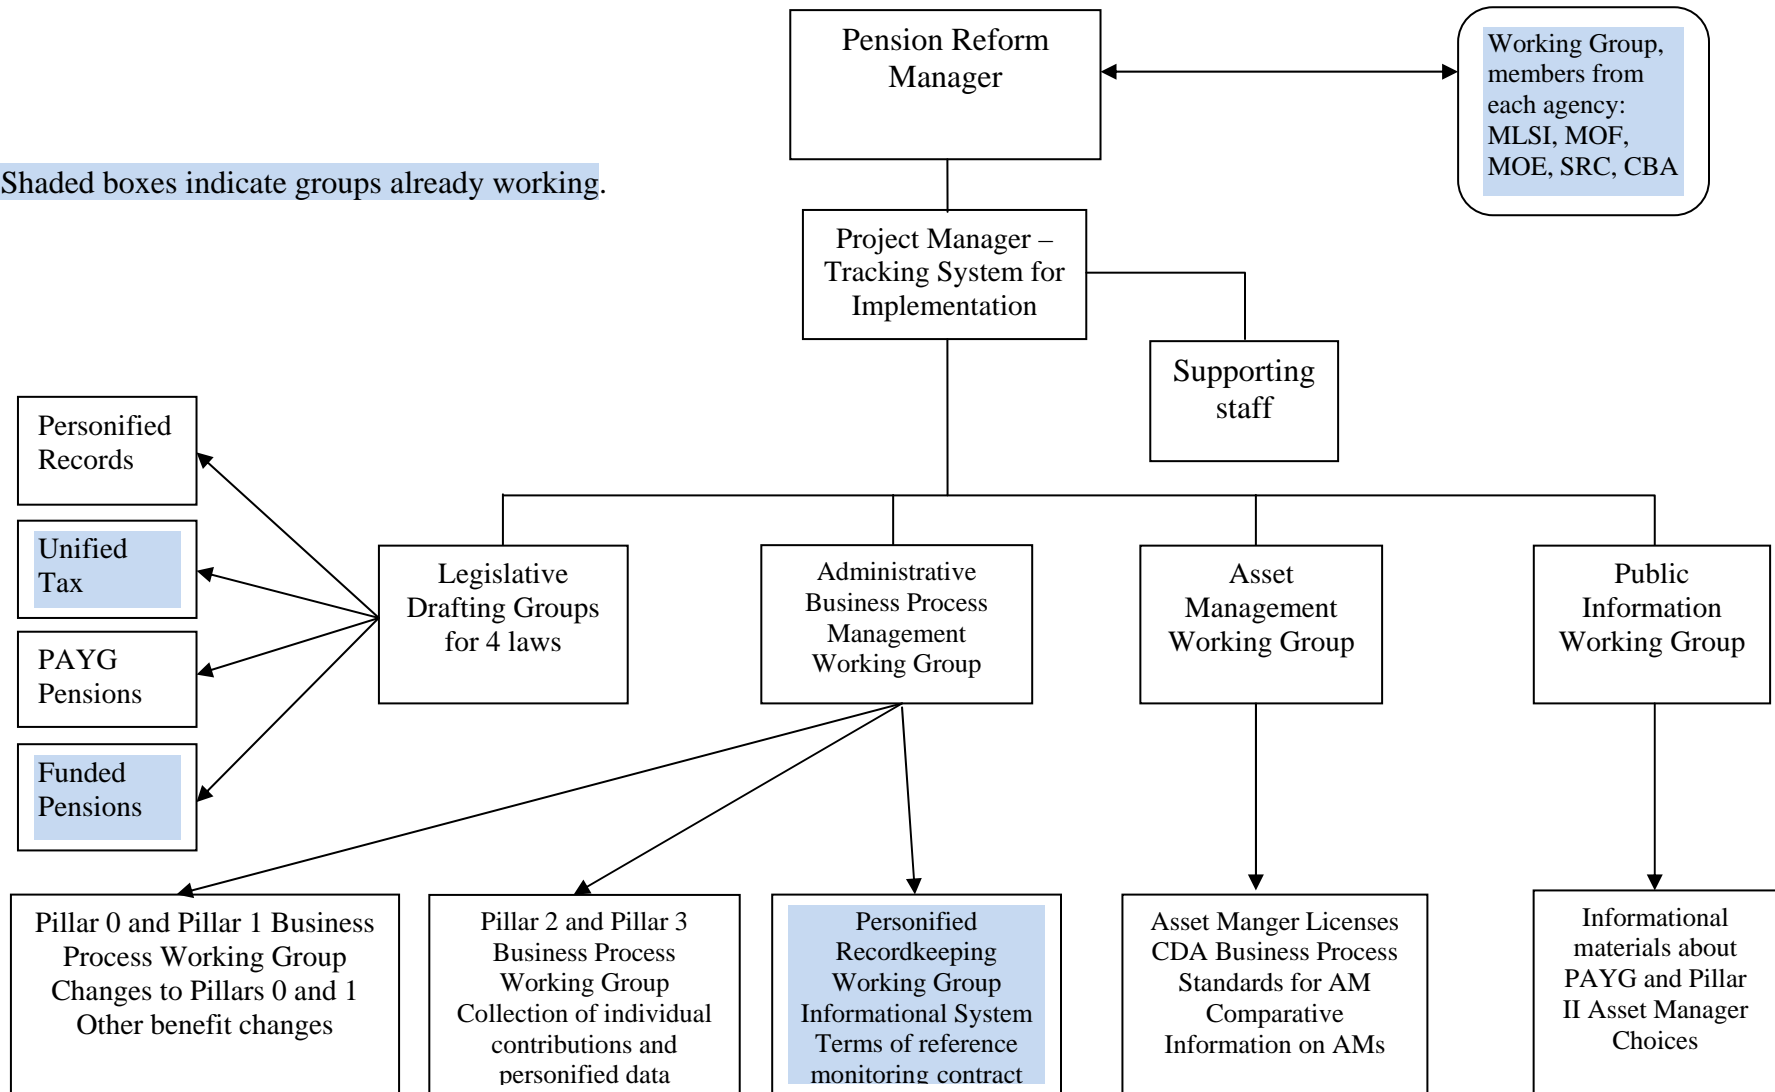 Pension Reform
Manager
Working Group,
members from
each agency:
MLSI, MOF,
MOE, SRC, CBA
Shaded boxes indicate groups already working.
Project Manager –
Tracking System for
Implementation
Supporting
staff
Personified
Records
Unified
Tax
PAYG
Pensions
Funded
Pensions
Legislative
Drafting Groups
for 4 laws
Administrative
Business Process
Management
Working Group
Asset
Management
Working Group
Public
Information
Working Group
Pillar 0 and Pillar 1 Business
Process Working Group
Changes to Pillars 0 and 1
Other benefit changes
Pillar 2 and Pillar 3
Business Process
Working Group
Collection of individual
contributions and
personified data
Personified
Recordkeeping
Working Group
Informational System
Terms of reference
monitoring contract
Asset Manger Licenses
CDA Business Process
Standards for AM
Comparative
Information on AMs
Informational
materials about
PAYG and Pillar
II Asset Manager
Choices